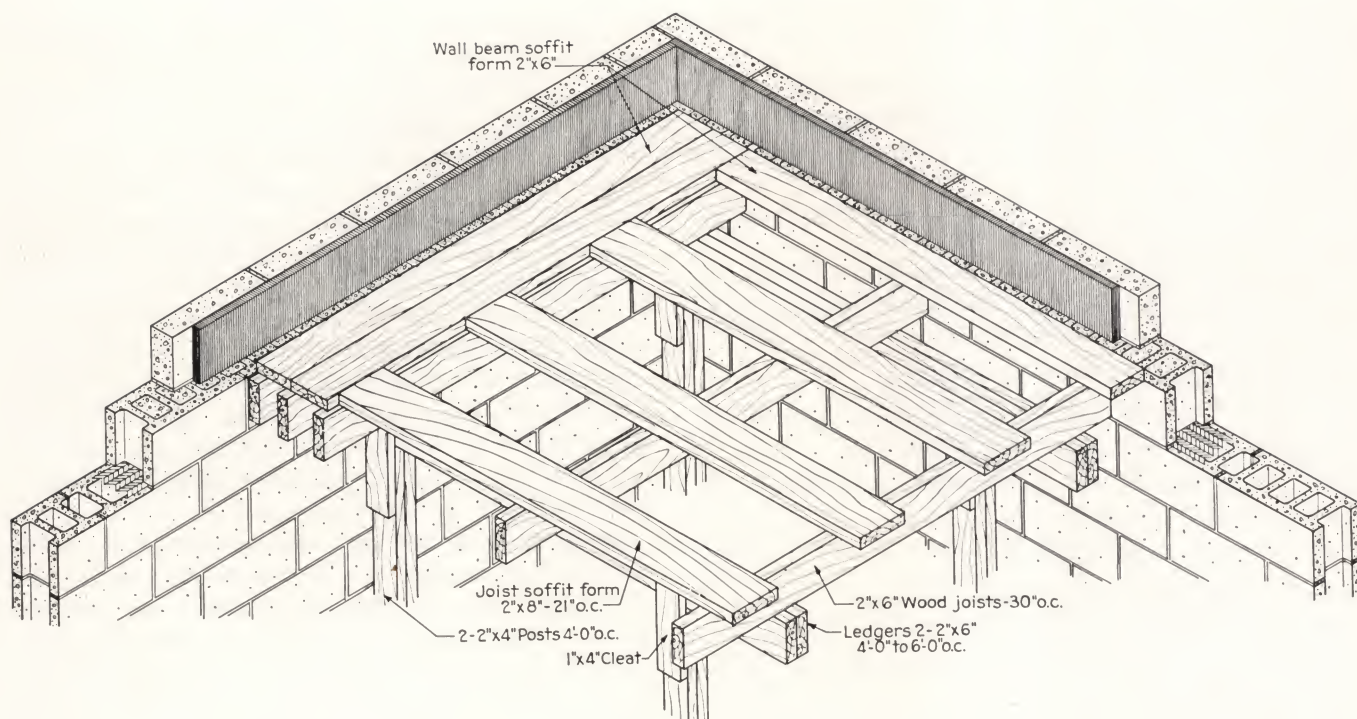 Wall beam soffit
form 2"x6"
Joist soffit form
2"x8"-21"o.c.
2-2"x4" Posts 4'-0"o.c.
1"x4" Cleat
2"x6" Wood joists-30"o.c.
Ledgers 2-2"x6"
4'-0" to 6'-0"o.c.